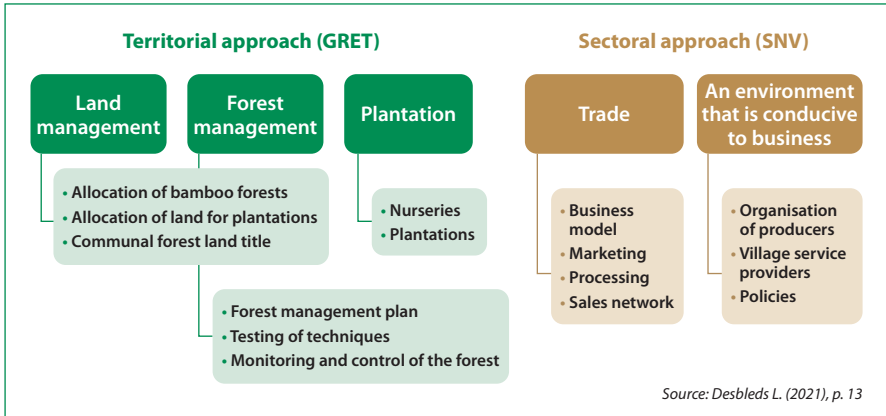 Territorial approach (GRET)
Sectoral approach (SNV)
Land
management
Forest
management
Plantation
Trade
An environment
that is conducive
to business
• Allocation of bamboo forests
• Allocation of land for plantations
• Communal forest land title
• Nurseries
• Plantations
• Business
model
• Marketing
• Processing
• Sales network
• Organisation
of producers
• Village service
providers
• Policies
• Forest management plan
• Testing of techniques
• Monitoring and control of the forest
Source: Desbleds L. (2021), p. 13